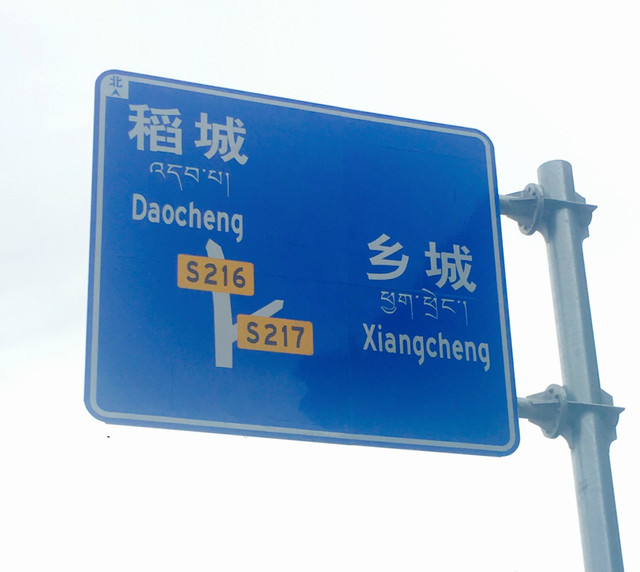 北
稻城
འདབ་པ།
Daocheng
S216
S217
乡城
ཕྱག་ཕྲེང་།
Xiangcheng